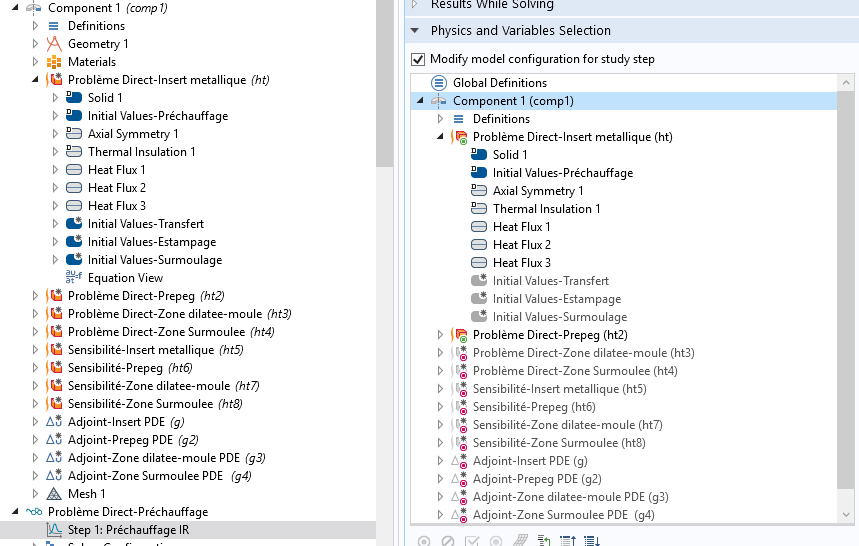 Component 1 (comp1)
Definitions
Geometry 1
Materials
Problème Direct-Insert metallique (ht)
Solid 1
Initial Values-Préchauffage
Axial Symmetry 1
Thermal Insulation 1
Heat Flux 1
Heat Flux 2
Heat Flux 3
Initial Values-Transfert
Initial Values-Estampage
Initial Values-Surmoulage
Equation View
Problème Direct-Prepeg (ht2)
Problème Direct-Zone dilatee-moule (ht3)
Problème Direct-Zone Surmoulee (ht4)
Sensibilité-Insert metallique (ht5)
Sensibilité-Prepeg (ht6)
Sensibilité-Zone dilatee-moule (ht7)
Sensibilité-Zone Surmoulee (ht8)
Adjoint-Insert PDE (g)
Adjoint-Prepeg PDE (g2)
Adjoint-Zone dilatee-moule PDE (g3)
Adjoint-Zone Surmoulee PDE (g4)
Mesh 1
Problème Direct-Préchauffage
Step 1: Préchauffage IR
Results While Solving
Physics and Variables Selection
Modify model configuration for study step
Global Definitions
Component 1 (comp1)
Definitions
Problème Direct-Insert metallique (ht)
Solid 1
Initial Values-Préchauffage
Axial Symmetry 1
Thermal Insulation 1
Heat Flux 1
Heat Flux 2
Heat Flux 3
Initial Values-Transfert
Initial Values-Estampage
Initial Values-Surmoulage
Problème Direct-Prepeg (ht2)
Problème Direct-Zone dilatee-moule (ht3)
Problème Direct-Zone Surmoulee (ht4)
Sensibilité-Insert metallique (ht5)
Sensibilité-Prepeg (ht6)
Sensibilité-Zone dilatee-moule (ht7)
Sensibilité-Zone Surmoulee (ht8)
Adjoint-Insert PDE (g)
Adjoint-Prepeg PDE (g2)
Adjoint-Zone dilatee-moule PDE (g3)
Adjoint-Zone Surmoulee PDE (g4)